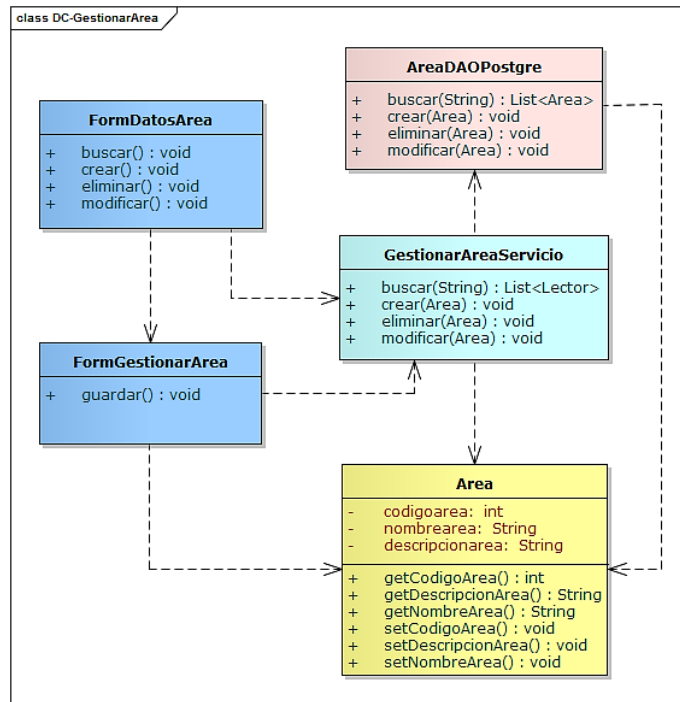 class DC-GestionarArea
AreaDAOPostgre
+ buscar(String) : List<Area>
+ crear(Area) : void
+ eliminar(Area) : void
+ modificar(Area) : void
FormDatosArea
+ buscar() : void
+ crear() : void
+ eliminar() : void
+ modificar() : void
GestionarAreaServicio
+ buscar(String) : List<Lector>
+ crear(Area) : void
+ eliminar(Area) : void
+ modificar(Area) : void
FormGestionarArea
+ guardar() : void
Area
- codigoarea: int
- nombrearea: String
- descripcionarea: String
+ getCodigoArea() : int
+ getDescripcionArea() : String
+ getNombreArea() : String
+ setCodigoArea() : void
+ setDescripcionArea() : void
+ setNombreArea() : void